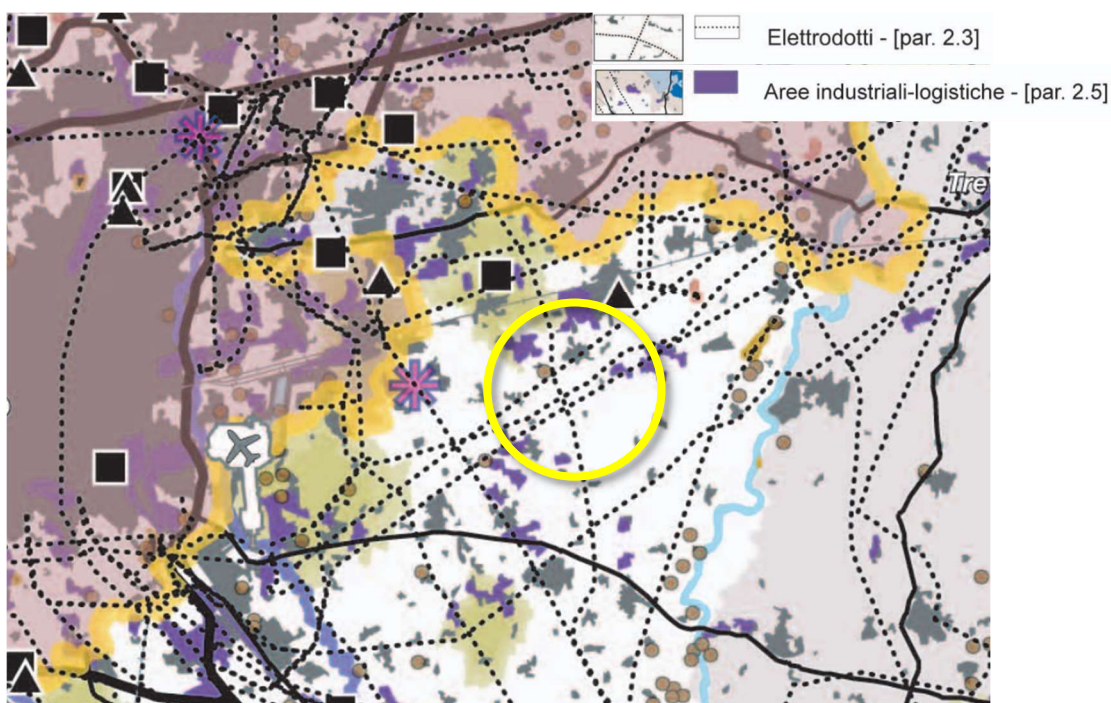 Elettrodotti - [par. 2.3]
Aree industriali-logistiche - [par. 2.5]
Tre